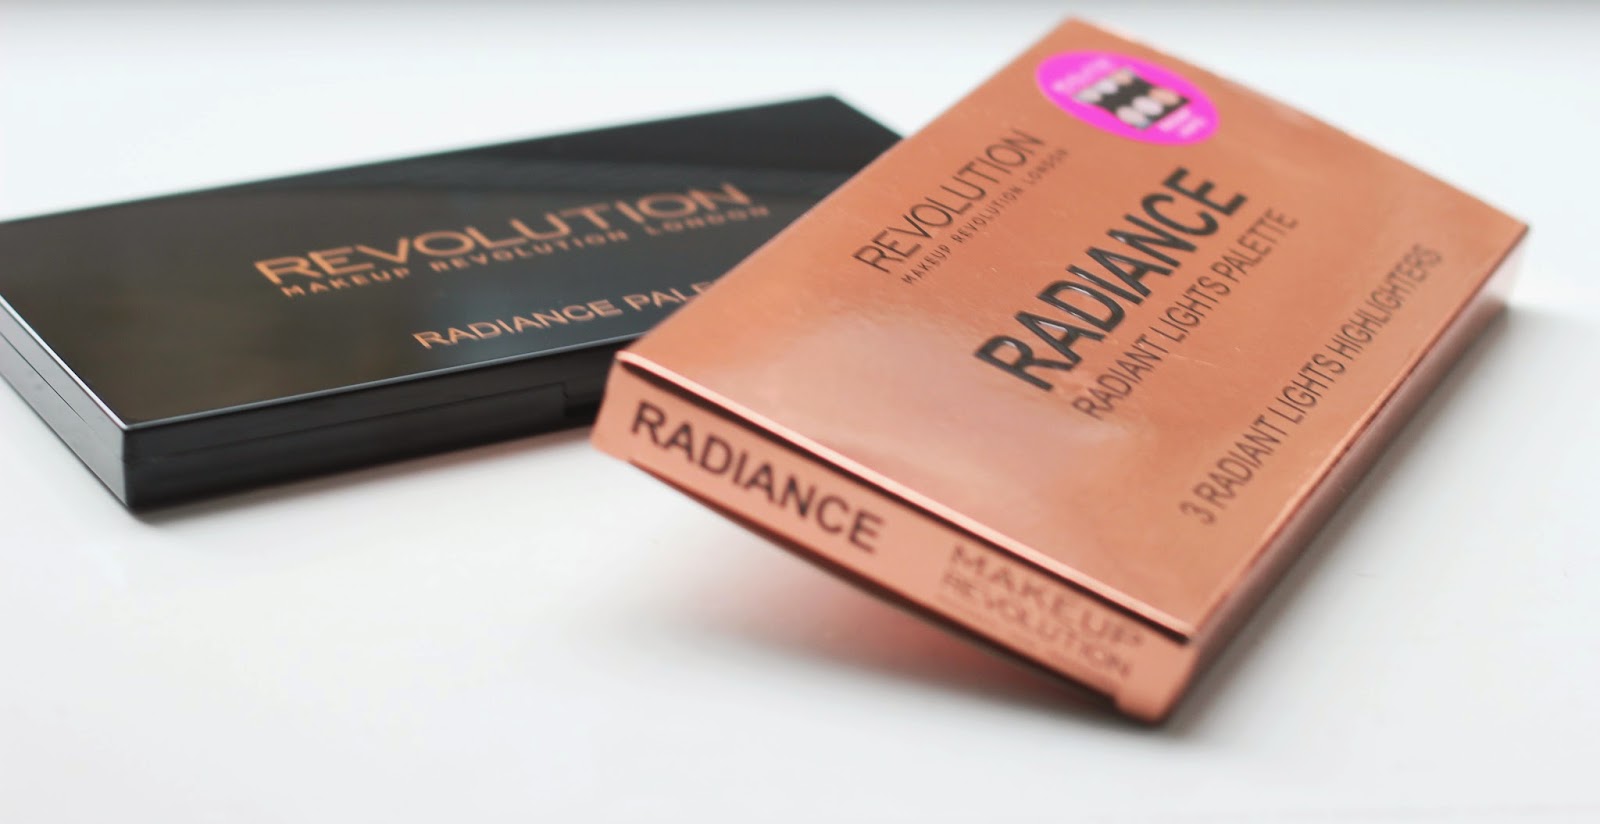 REVOLUTION
MAKEUP REVOLUTION LONDON
RADIANCE PALE
REVOLUTION
MAKEUP REVOLUTION LONDON
RADIANCE
RADIANT LIGHTS PALETTE
3 RADIANT LIGHTS HIGHLIGHTERS
RADIANCE
MAKEUP
REVOLUTION